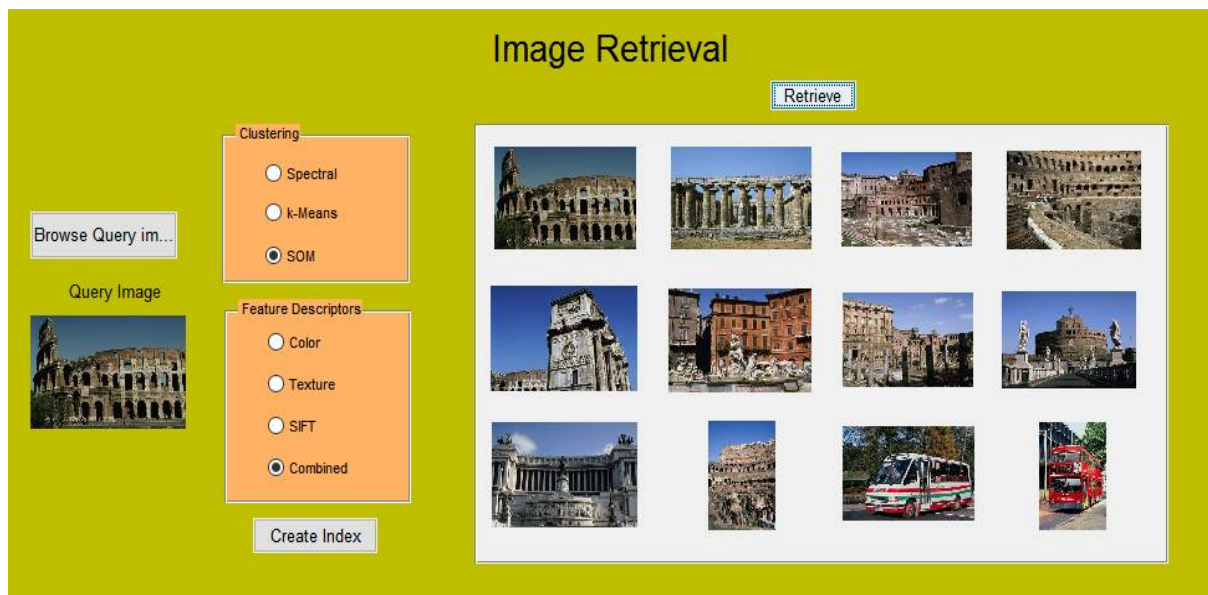 Image Retrieval
Retrieve
Clustering
Spectral
k-Means
SOM
Browse Query im...
Query Image
Feature Descriptors
Color
Texture
SIFT
Combined
Create Index